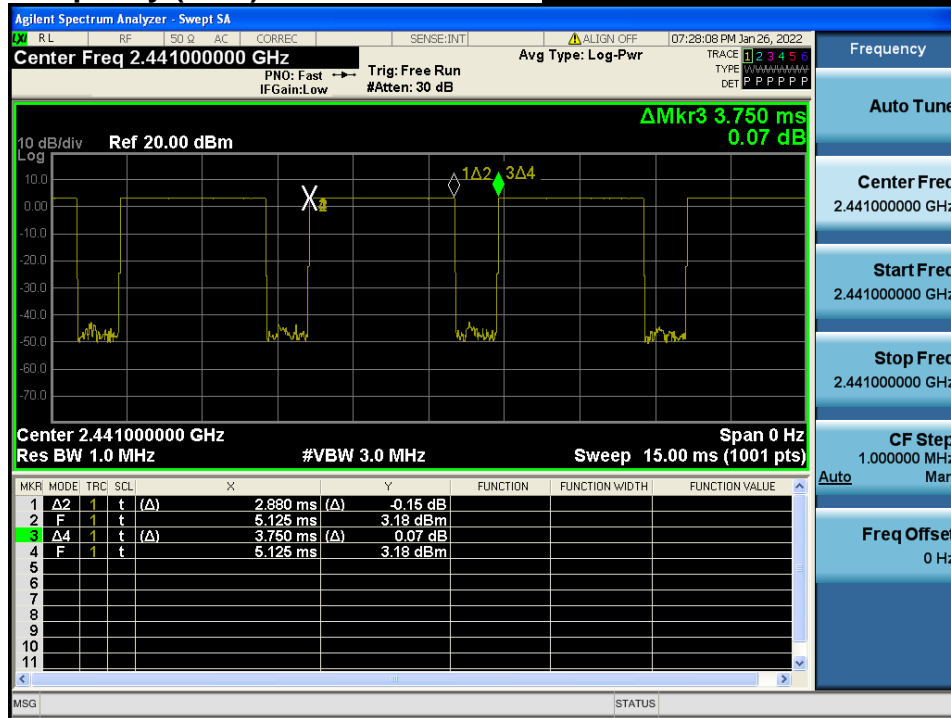 Agilent Spectrum Analyzer - Swept SA
LXI RL RF 50 Ω AC CORREC SENSE:INT ALIGN OFF 07:28:08 PM Jan 26, 2022
Center Freq 2.441000000 GHz
Avg Type: Log-Pwr
TRACE 1 2 3 4 5 6
PNO: Fast
Trig: Free Run
TYPE
IFGain:Low
#Atten: 30 dB
DET P P P P P P
ΔMkr3 3.750 ms
0.07 dB
10 dB/div Ref 20.00 dBm
Log
10.0
0.00
-10.0
-20.0
-30.0
-40.0
-50.0
-60.0
-70.0
1Δ2 3Δ4
Center 2.441000000 GHz
Span 0 Hz
Res BW 1.0 MHz #VBW 3.0 MHz Sweep 15.00 ms (1001 pts)
MKR MODE TRC SCL X Y FUNCTION FUNCTION WIDTH FUNCTION VALUE
1 Δ2 1 t (Δ) 2.880 ms (Δ) -0.15 dB
2 F 1 t 5.125 ms 3.18 dBm
3 Δ4 1 t (Δ) 3.750 ms (Δ) 0.07 dB
4 F 1 t 5.125 ms 3.18 dBm
5
6
7
8
9
10
11
MSG STATUS
Frequency
Auto Tune
Center Freq
2.441000000 GHz
Start Freq
2.441000000 GHz
Stop Freq
2.441000000 GHz
CF Step
1.000000 MHz
Auto Man
Freq Offset
0 Hz